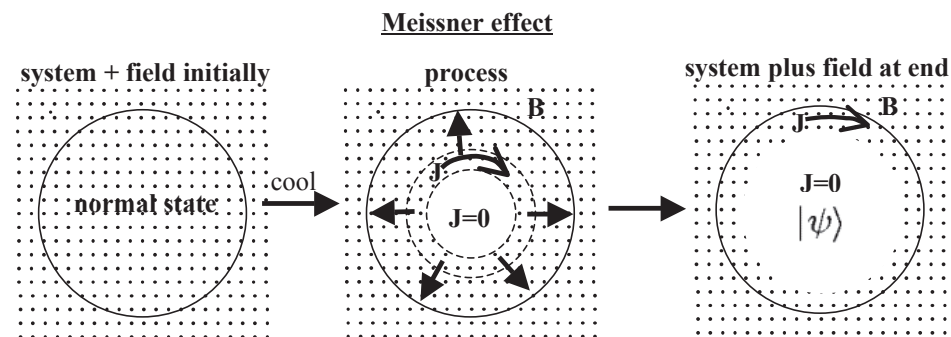 Meissner effect
system + field initially
process
system plus field at end
normal state
cool
B
J
J=0
B
J
J=0
|ψ⟩